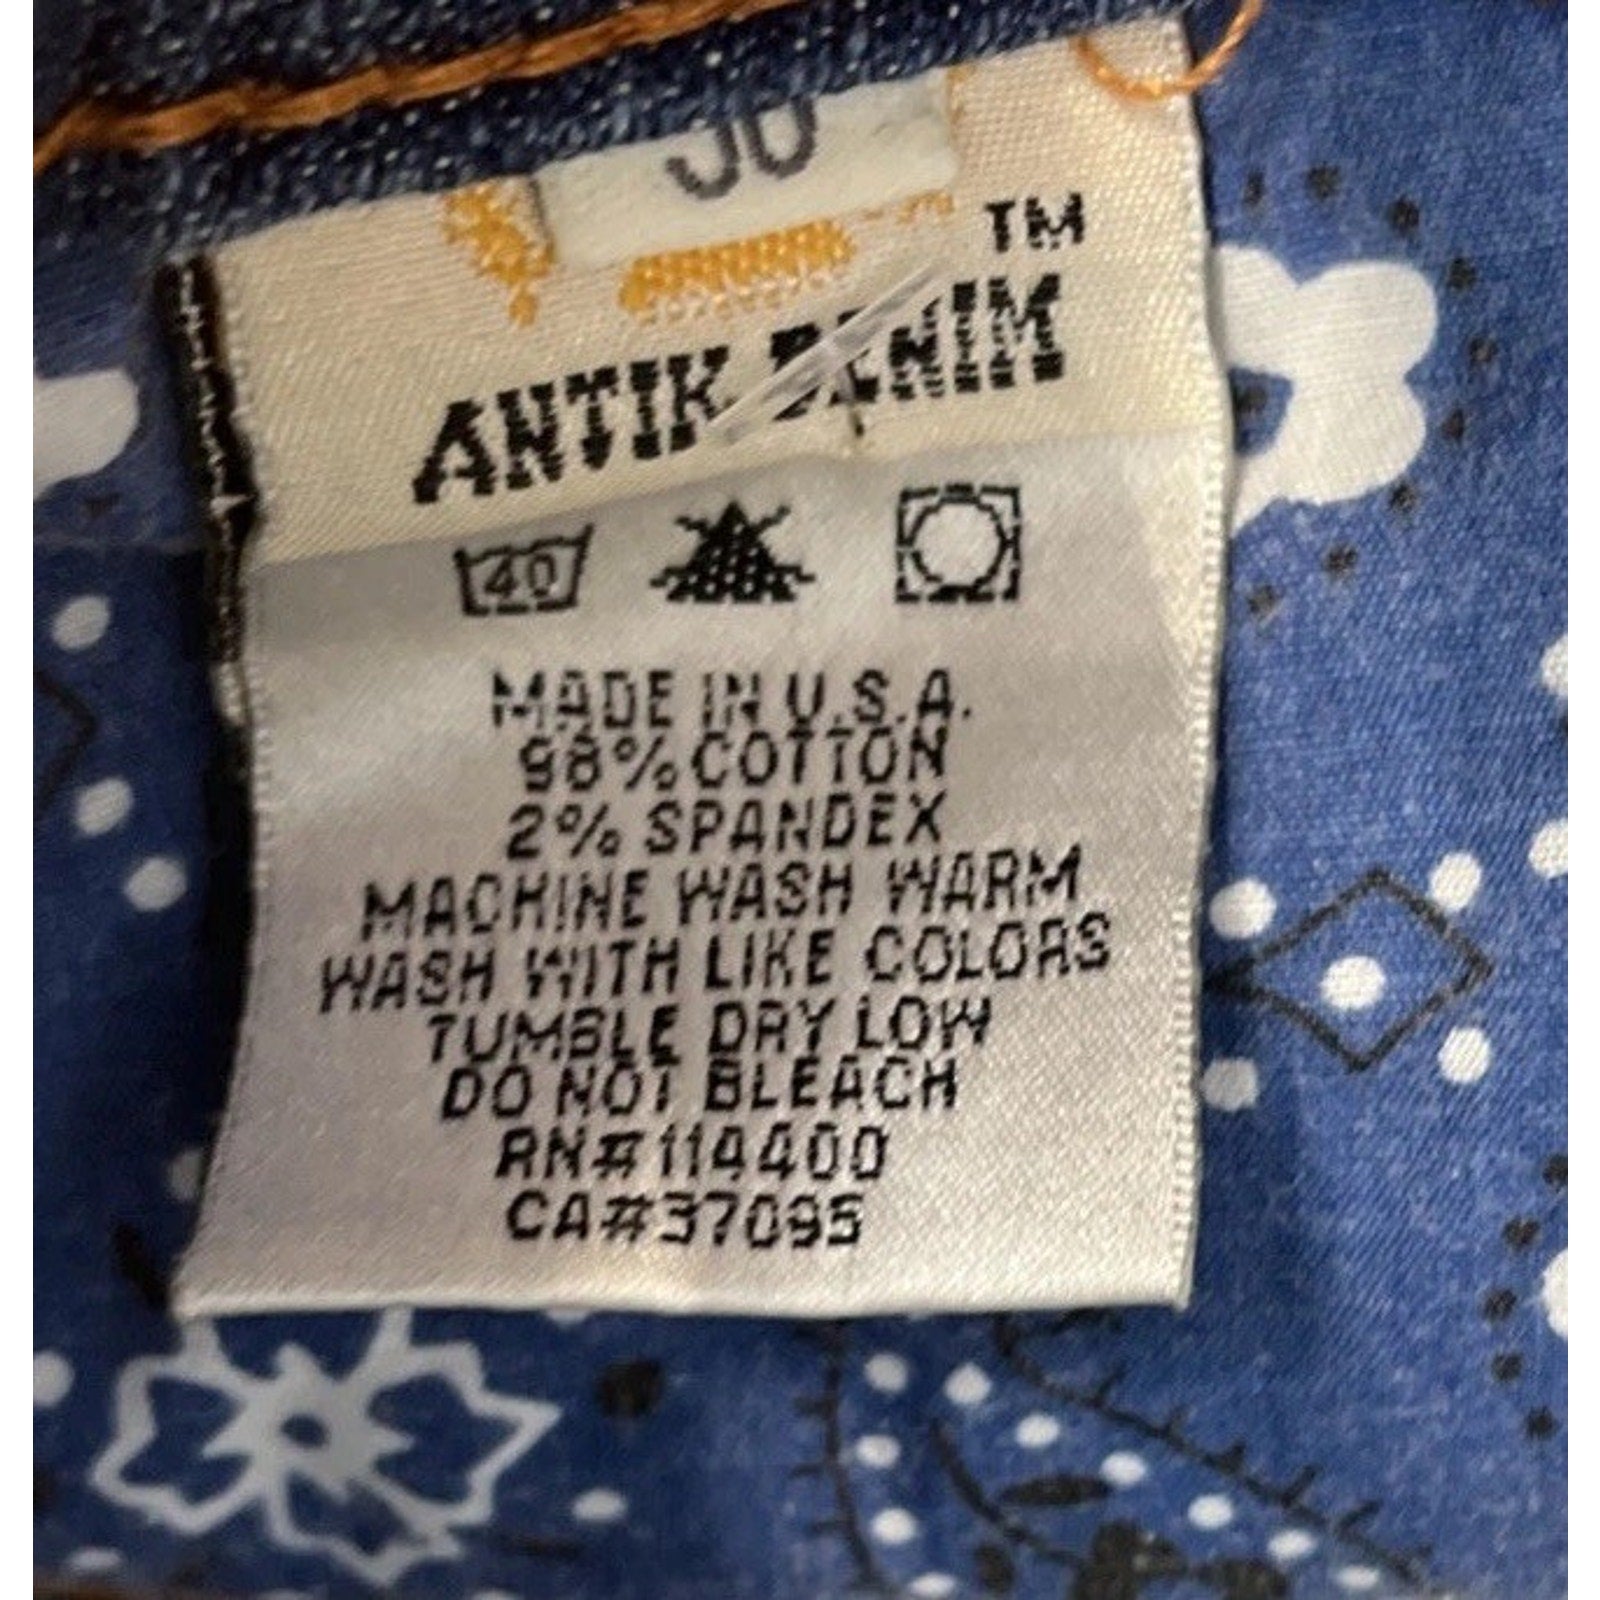 TM
ANTIK DENIM
40
MADE IN U.S.A.
98% COTTON
2% SPANDEX
MACHINE WASH WARM
WASH WITH LIKE COLORS
TUMBLE DRY LOW
DO NOT BLEACH
RN#114400
CA#37095